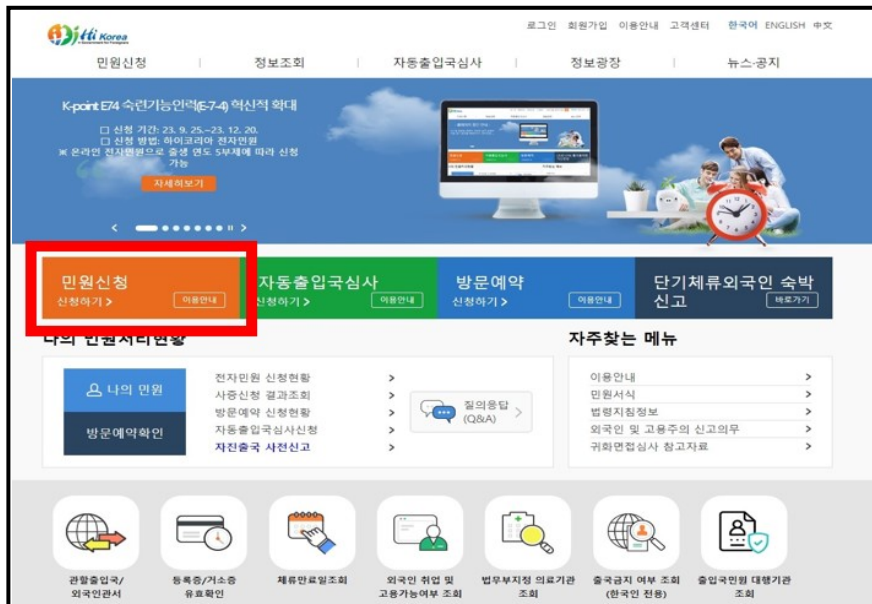 Hi Korea
e-Government for Foreigners
로그인 회원가입 이용안내 고객센터 한국어 ENGLISH 中文
민원신청 정보조회 자동출입국심사 정보광장 뉴스·공지
K-point E74 숙련기능인력(E-7-4) 혁신적 확대
□ 신청 기간: 23. 9. 25.~23. 12. 20.
□ 신청 방법: 하이코리아 전자민원
※ 온라인 전자민원으로 출생 연도 5부제에 따라 신청
가능
자세히보기
민원신청
신청하기 >
이용안내
자동출입국심사
신청하기 >
이용안내
방문예약
신청하기 >
이용안내
단기체류외국인 숙박
신고
바로가기
나의 민원처리현황
나의 민원
방문예약확인
전자민원 신청현황 >
사증신청 결과조회 >
방문예약 신청현황 >
자동출입국심사신청 >
자진출국 사전신고 >
질의응답
(Q&A) >
자주찾는 메뉴
이용안내 >
민원서식 >
법령지침정보 >
외국인 및 고용주의 신고의무 >
귀화면접심사 참고자료 >
관할출입국/
외국인관서
등록증/거소증
유효확인
체류만료일조회
외국인 취업 및
고용가능여부 조회
법무부지정 의료기관
조회
출국금지 여부 조회
(한국인 전용)
출입국민원 대행기관
조회